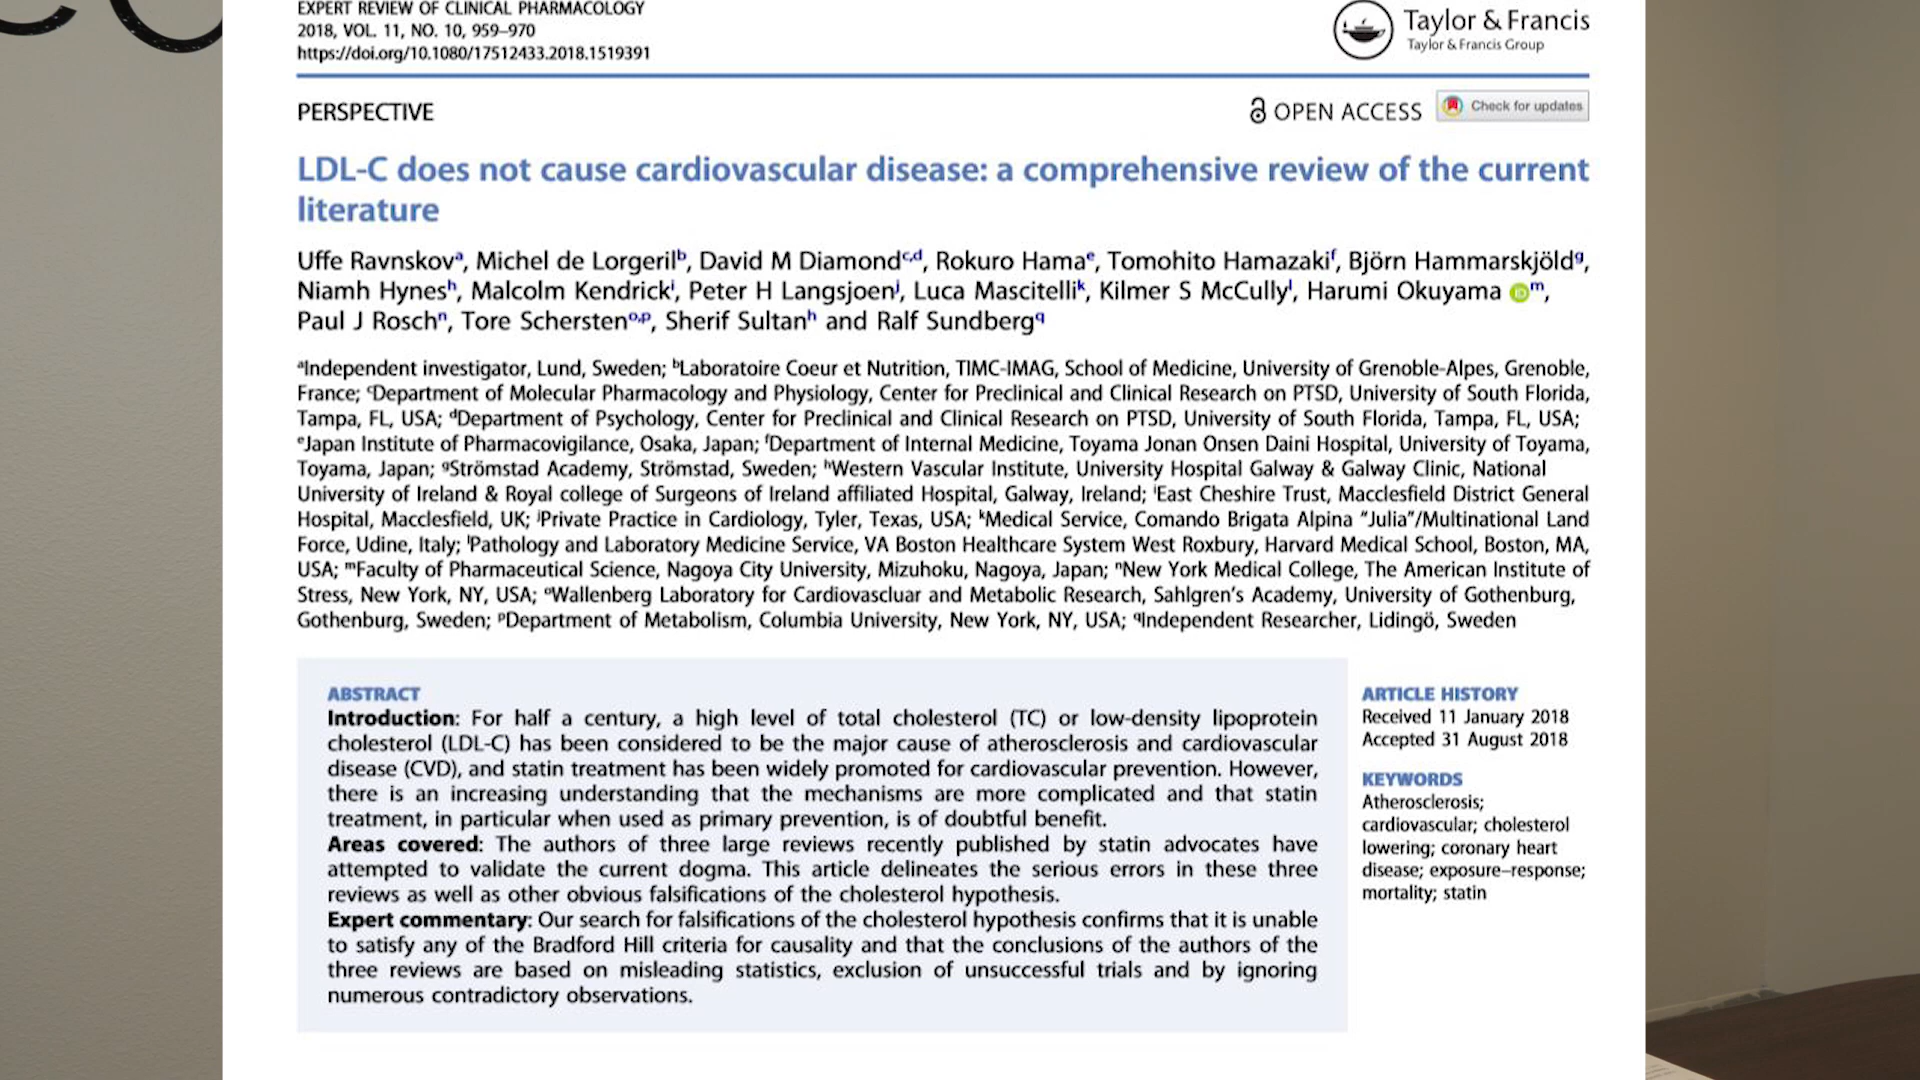 EXPERT REVIEW OF CLINICAL PHARMACOLOGY
2018, VOL. 11, NO. 10, 959–970
https://doi.org/10.1080/17512433.2018.1519391
Taylor & Francis
Taylor & Francis Group
PERSPECTIVE
OPEN ACCESS
Check for updates
LDL-C does not cause cardiovascular disease: a comprehensive review of the current
literature
Uffe Ravnskovᵃ, Michel de Lorgerilᵇ, David M Diamondᶜ,ᵈ, Rokuro Hamaᵉ, Tomohito Hamazakiᶠ, Björn Hammarskjöldᵍ,
Niamh Hynesʰ, Malcolm Kendrickⁱ, Peter H Langsjoenʲ, Luca Mascitelliᵏ, Kilmer S McCullyˡ, Harumi Okuyama iD ᵐ,
Paul J Roschⁿ, Tore Scherstenᵒ,ᵖ, Sherif Sultanʰ and Ralf Sundbergq
ᵃIndependent investigator, Lund, Sweden; ᵇLaboratoire Coeur et Nutrition, TIMC-IMAG, School of Medicine, University of Grenoble-Alpes, Grenoble,
France; ᶜDepartment of Molecular Pharmacology and Physiology, Center for Preclinical and Clinical Research on PTSD, University of South Florida,
Tampa, FL, USA; ᵈDepartment of Psychology, Center for Preclinical and Clinical Research on PTSD, University of South Florida, Tampa, FL, USA;
ᵉJapan Institute of Pharmacovigilance, Osaka, Japan; ᶠDepartment of Internal Medicine, Toyama Jonan Onsen Daini Hospital, University of Toyama,
Toyama, Japan; ᵍStrömstad Academy, Strömstad, Sweden; ʰWestern Vascular Institute, University Hospital Galway & Galway Clinic, National
University of Ireland & Royal college of Surgeons of Ireland affiliated Hospital, Galway, Ireland; ⁱEast Cheshire Trust, Macclesfield District General
Hospital, Macclesfield, UK; ʲPrivate Practice in Cardiology, Tyler, Texas, USA; ᵏMedical Service, Comando Brigata Alpina “Julia”/Multinational Land
Force, Udine, Italy; ˡPathology and Laboratory Medicine Service, VA Boston Healthcare System West Roxbury, Harvard Medical School, Boston, MA,
USA; ᵐFaculty of Pharmaceutical Science, Nagoya City University, Mizuhoku, Nagoya, Japan; ⁿNew York Medical College, The American Institute of
Stress, New York, NY, USA; ᵒWallenberg Laboratory for Cardiovascluar and Metabolic Research, Sahlgren’s Academy, University of Gothenburg,
Gothenburg, Sweden; ᵖDepartment of Metabolism, Columbia University, New York, NY, USA; qIndependent Researcher, Lidingö, Sweden
ABSTRACT
Introduction: For half a century, a high level of total cholesterol (TC) or low-density lipoprotein
cholesterol (LDL-C) has been considered to be the major cause of atherosclerosis and cardiovascular
disease (CVD), and statin treatment has been widely promoted for cardiovascular prevention. However,
there is an increasing understanding that the mechanisms are more complicated and that statin
treatment, in particular when used as primary prevention, is of doubtful benefit.
Areas covered: The authors of three large reviews recently published by statin advocates have
attempted to validate the current dogma. This article delineates the serious errors in these three
reviews as well as other obvious falsifications of the cholesterol hypothesis.
Expert commentary: Our search for falsifications of the cholesterol hypothesis confirms that it is unable
to satisfy any of the Bradford Hill criteria for causality and that the conclusions of the authors of the
three reviews are based on misleading statistics, exclusion of unsuccessful trials and by ignoring
numerous contradictory observations.
ARTICLE HISTORY
Received 11 January 2018
Accepted 31 August 2018
KEYWORDS
Atherosclerosis;
cardiovascular; cholesterol
lowering; coronary heart
disease; exposure–response;
mortality; statin